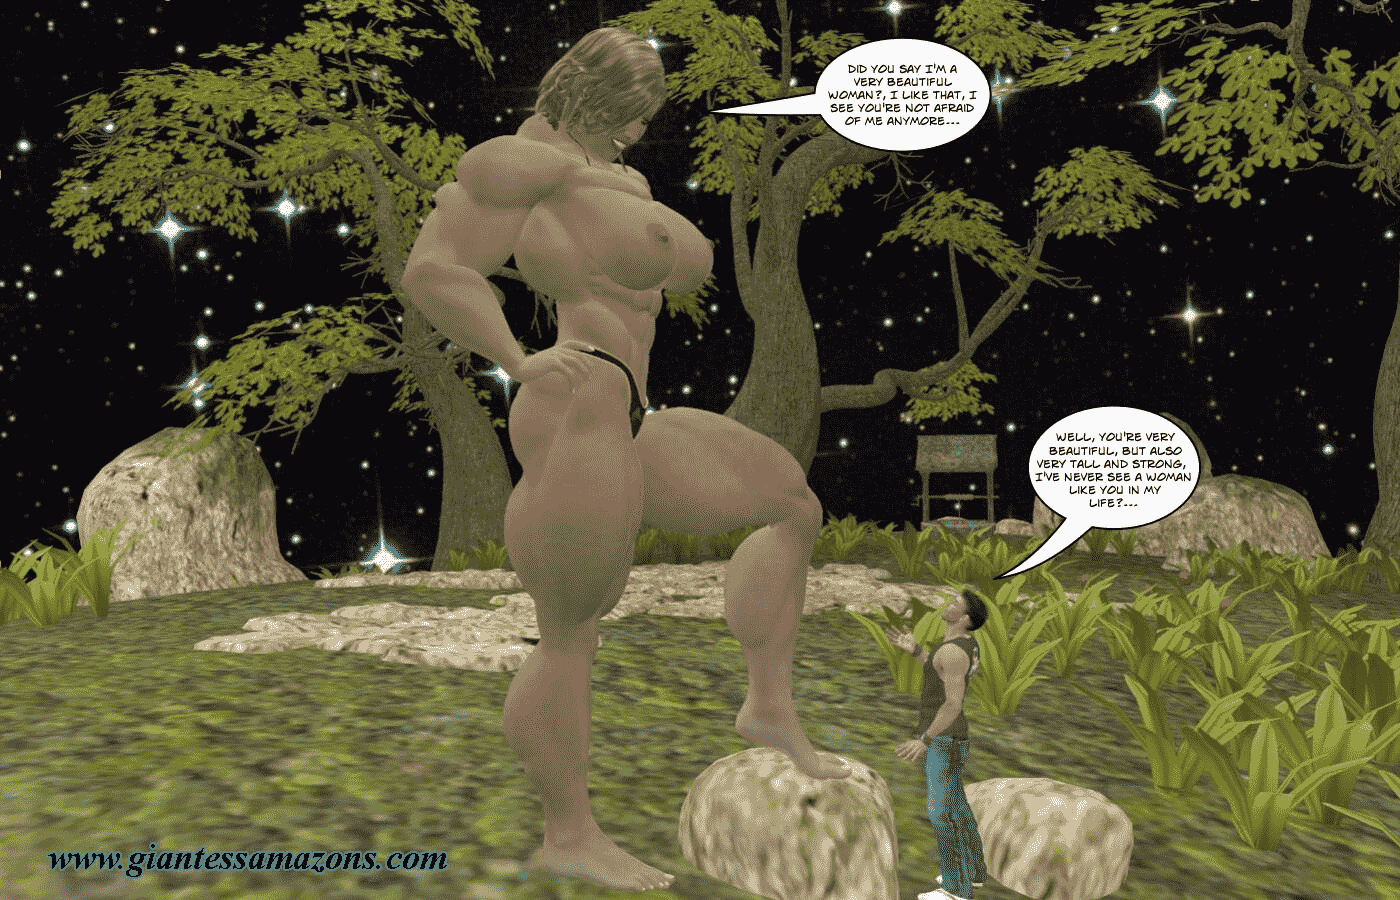 DID YOU SAY I'M A
VERY BEAUTIFUL
WOMAN?, I LIKE THAT, I
SEE YOU'RE NOT AFRAID
OF ME ANYMORE...
WELL, YOU'RE VERY
BEAUTIFUL, BUT ALSO
VERY TALL AND STRONG,
I'VE NEVER SEE A WOMAN
LIKE YOU IN MY
LIFE?...
www.giantessamazons.com